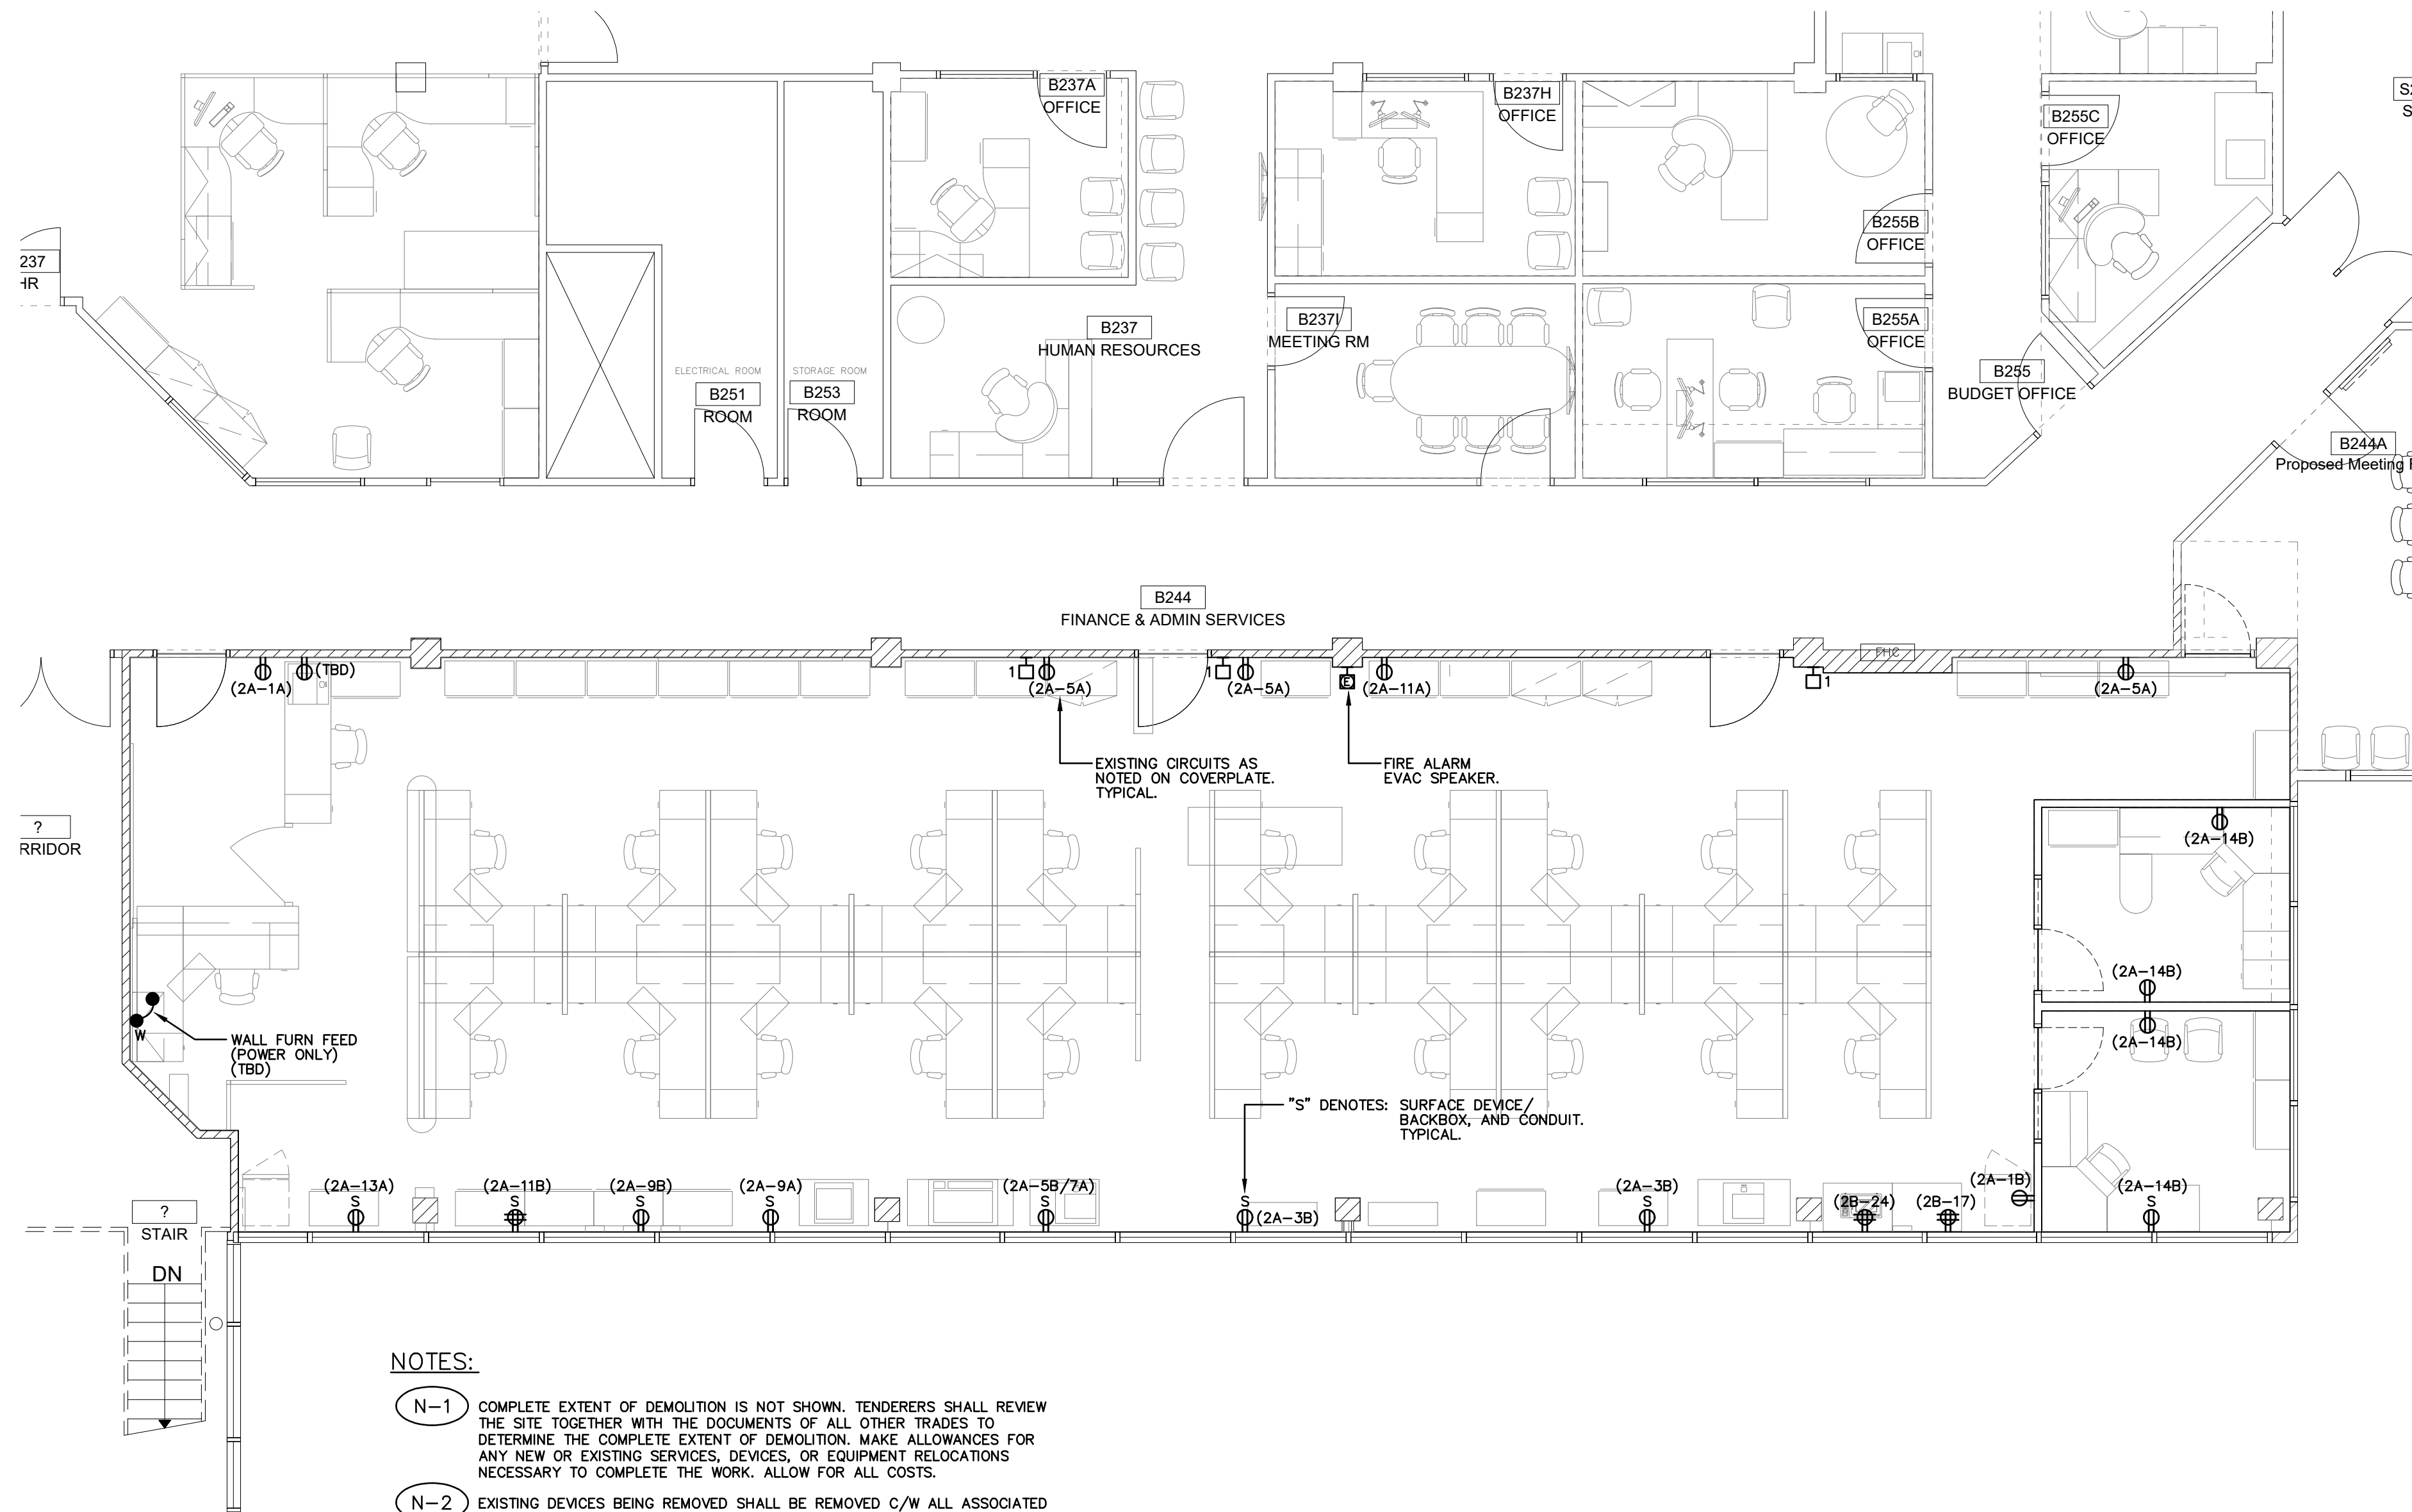 B237A
OFFICE
B237H
OFFICE
B255C
OFFICE
B255B
OFFICE
237
HR
B237
HUMAN RESOURCES
B237I
MEETING RM
B255A
OFFICE
ELECTRICAL ROOM
B251
ROOM
STORAGE ROOM
B253
ROOM
B255
BUDGET OFFICE
B244A
Proposed Meeting
B244
FINANCE & ADMIN SERVICES
FHC
(2A-1A)
(TBD)
1
(2A-5A)
1
(2A-5A)
(E)
(2A-11A)
1
(2A-5A)
EXISTING CIRCUITS AS
NOTED ON COVERPLATE.
TYPICAL.
FIRE ALARM
EVAC SPEAKER.
?
RRIDOR
(2A-14B)
(2A-14B)
(2A-14B)
W
WALL FURN FEED
(POWER ONLY)
(TBD)
"S" DENOTES: SURFACE DEVICE/
BACKBOX, AND CONDUIT.
TYPICAL.
(2A-13A)
S
(2A-11B)
S
(2A-9B)
S
(2A-9A)
S
(2A-5B/7A)
S
S
(2A-3B)
(2A-3B)
S
(2B-24)
(2B-17)
(2A-1B)
(2A-14B)
S
?
STAIR
DN
NOTES:
N-1
COMPLETE EXTENT OF DEMOLITION IS NOT SHOWN. TENDERERS SHALL REVIEW
THE SITE TOGETHER WITH THE DOCUMENTS OF ALL OTHER TRADES TO
DETERMINE THE COMPLETE EXTENT OF DEMOLITION. MAKE ALLOWANCES FOR
ANY NEW OR EXISTING SERVICES, DEVICES, OR EQUIPMENT RELOCATIONS
NECESSARY TO COMPLETE THE WORK. ALLOW FOR ALL COSTS.
N-2
EXISTING DEVICES BEING REMOVED SHALL BE REMOVED C/W ALL ASSOCIATED